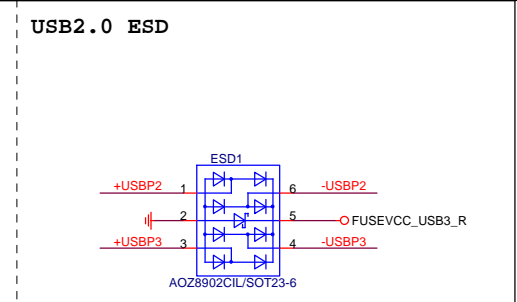 USB2.0 ESD
ESD1
+USBP2 1 6 -USBP2
2 5 FUSEVCC_USB3_R
+USBP3 3 4 -USBP3
AOZ8902CIL/SOT23-6